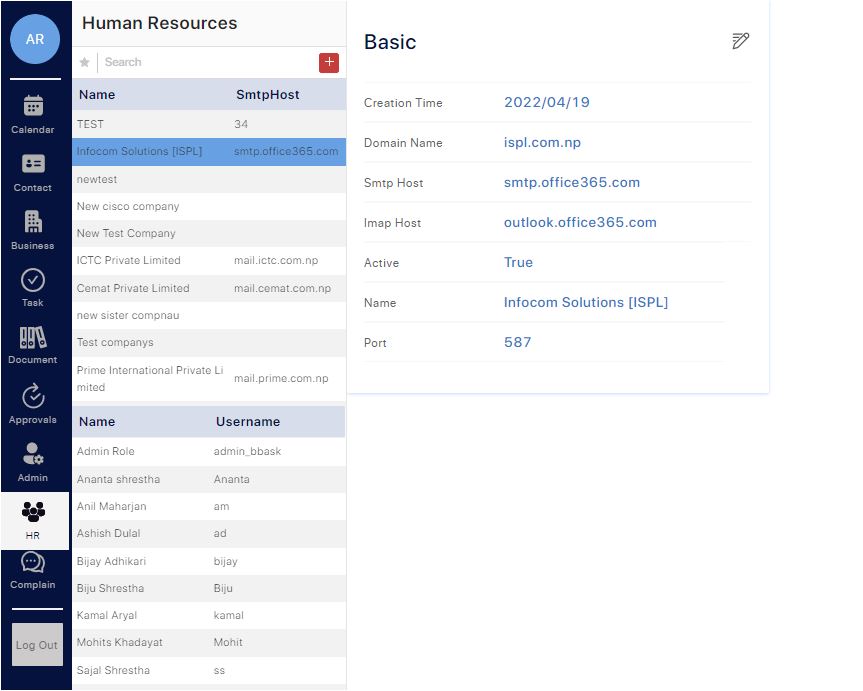 AR
Calendar
Contact
Business
Task
Document
Approvals
Admin
HR
Complain
Log Out
Human Resources
Search
Name SmtpHost
TEST 34
Infocom Solutions [ISPL] smtp.office365.com
newtest
New cisco company
New Test Company
ICTC Private Limited mail.ictc.com.np
Cemat Private Limited mail.cemat.com.np
new sister compnau
Test companys
Prime International Private Li
mited mail.prime.com.np
Name Username
Admin Role admin_bbask
Ananta shrestha Ananta
Anil Maharjan am
Ashish Dulal ad
Bijay Adhikari bijay
Biju Shrestha Biju
Kamal Aryal kamal
Mohits Khadayat Mohit
Sajal Shrestha ss
Basic
Creation Time 2022/04/19
Domain Name ispl.com.np
Smtp Host smtp.office365.com
Imap Host outlook.office365.com
Active True
Name Infocom Solutions [ISPL]
Port 587